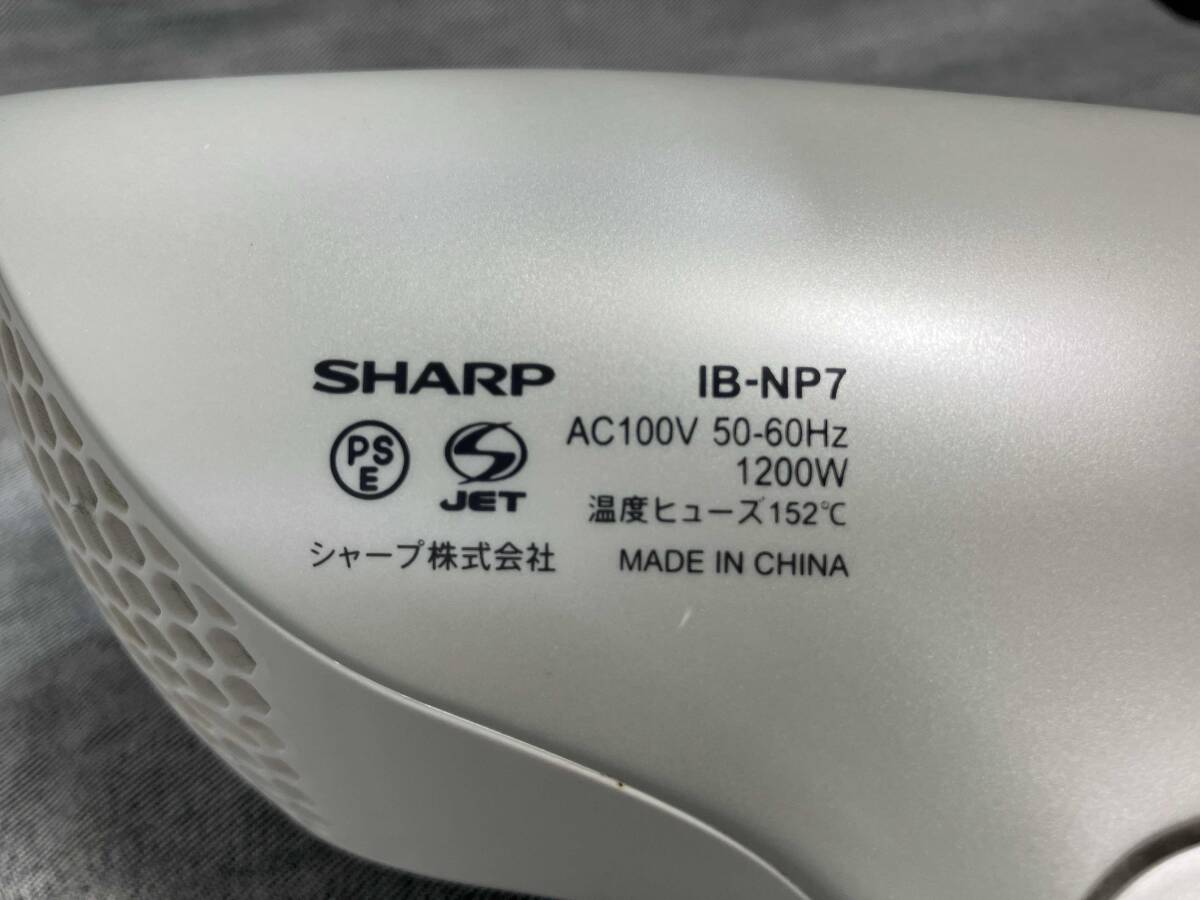 SHARP IB-NP7
AC100V 50-60Hz
PSE JET 1200W
温度ヒューズ152℃
シャープ株式会社 MADE IN CHINA